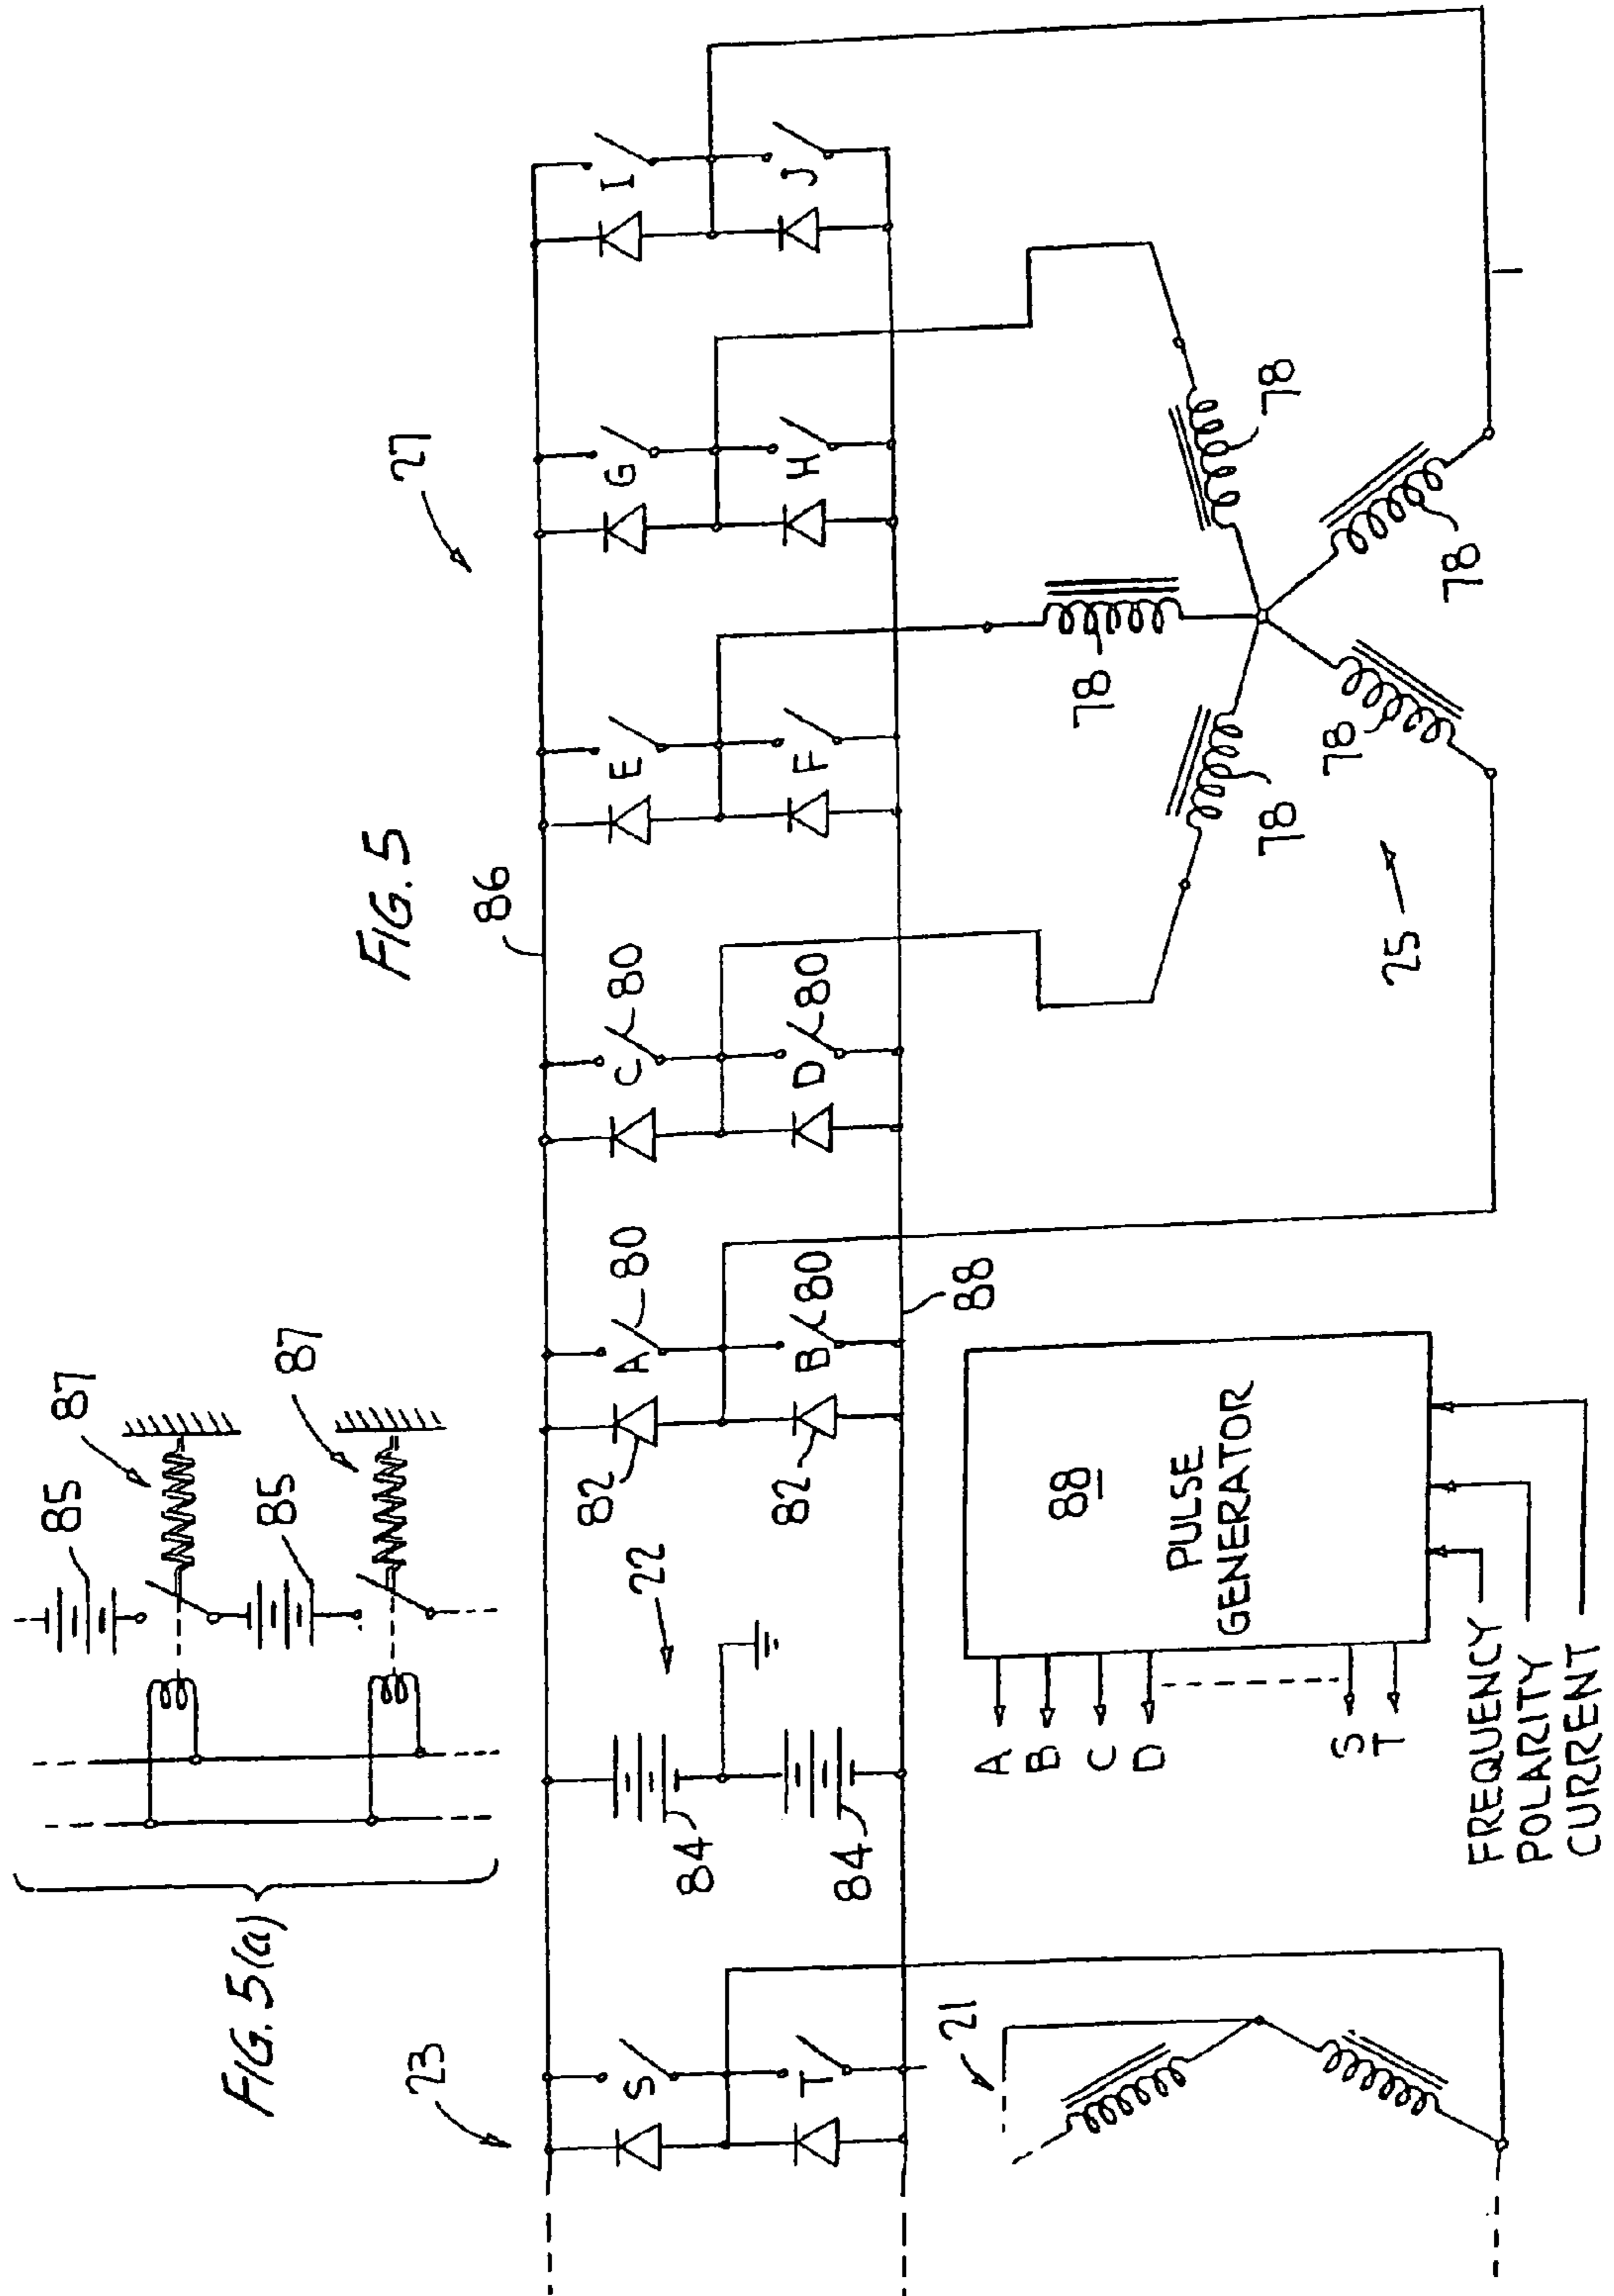 FIG. 5(a)
85
87
85
87
FIG. 5
27
86
23
22
S
T
84
84
82
82
A
80
B
80
C
80
D
80
E
F
G
H
I
J
88
21
88
PULSE
GENERATOR
A
B
C
D
S
T
FREQUENCY
POLARITY
CURRENT
78
78
78
78
78
25